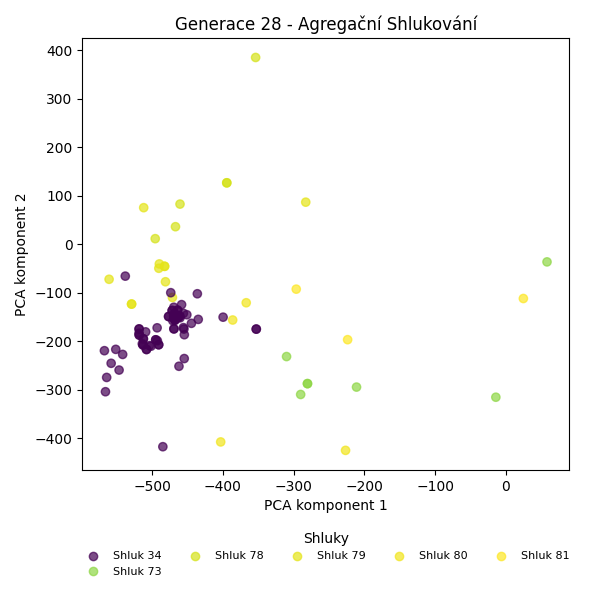 Generace 28 - Agregační Shlukování
PCA komponent 2
400
300
200
100
0
−100
−200
−300
−400
−500 −400 −300 −200 −100 0
PCA komponent 1
Shluky
Shluk 34 Shluk 78 Shluk 79 Shluk 80 Shluk 81
Shluk 73